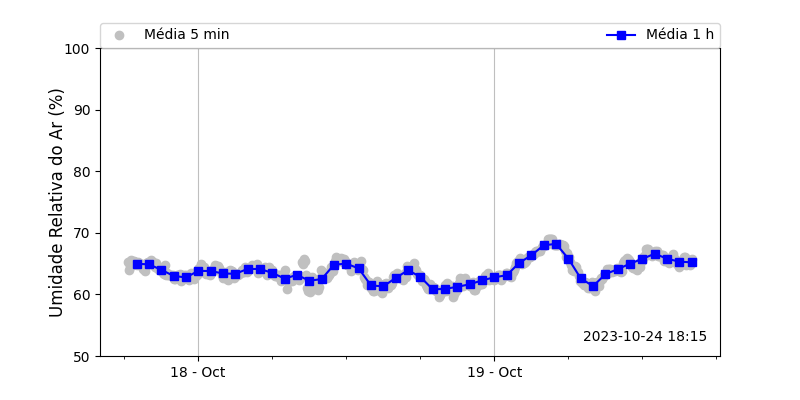 Média 5 min
Média 1 h
100
90
80
70
60
50
Umidade Relativa do Ar (%)
2023-10-24 18:15
18 - Oct
19 - Oct